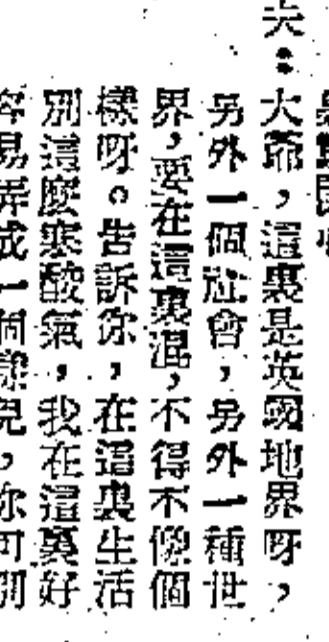 夫：大爺，這裏是英國地界呀，
另外一個社會，另外一種世
界，要在這裏混，不得不像個
樣呀。告訴你，在這裏生活
別這麼寒酸氣，我在這裏好
容易弄成一個樣兒，你可別